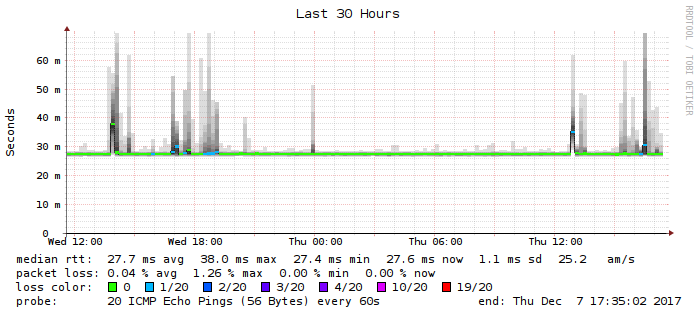 Last 30 Hours
RRDTOOL / TOBI OETIKER
Seconds
60 m
50 m
40 m
30 m
20 m
10 m
0
Wed 12:00 Wed 18:00 Thu 00:00 Thu 06:00 Thu 12:00
median rtt: 27.7 ms avg 38.0 ms max 27.4 ms min 27.6 ms now 1.1 ms sd 25.2 am/s
packet loss: 0.04 % avg 1.26 % max 0.00 % min 0.00 % now
loss color: 0 1/20 2/20 3/20 4/20 10/20 19/20
probe: 20 ICMP Echo Pings (56 Bytes) every 60s end: Thu Dec 7 17:35:02 2017